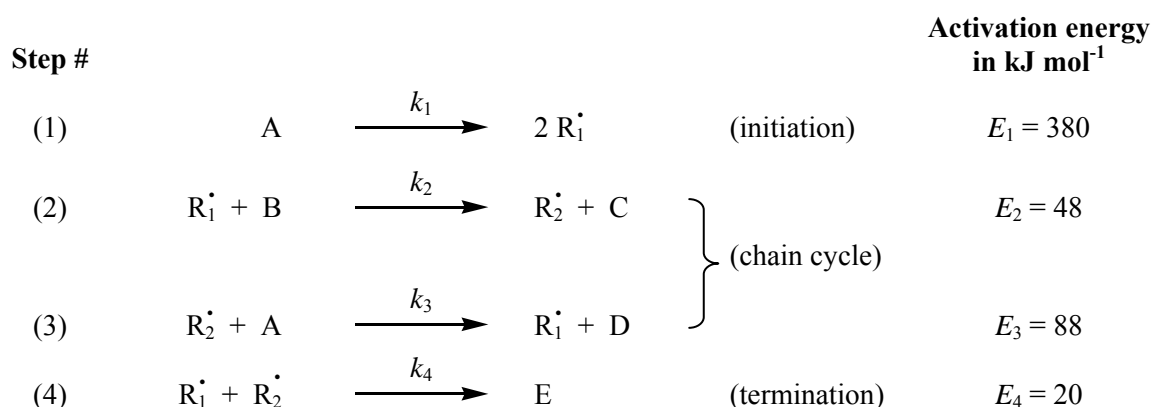 Step # Activation energy in kJ mol⁻¹
(1) A k₁ 2 R₁• (initiation) E₁ = 380
(2) R₁• + B k₂ R₂• + C E₂ = 48
(chain cycle)
(3) R₂• + A k₃ R₁• + D E₃ = 88
(4) R₁• + R₂• k₄ E (termination) E₄ = 20